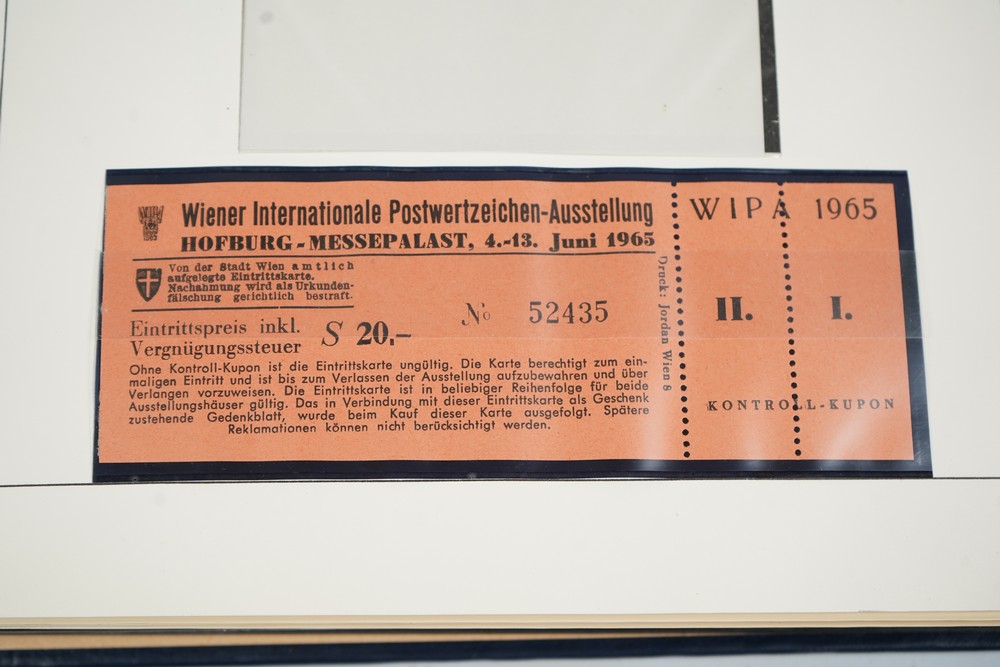 Wiener Internationale Postwertzeichen-Ausstellung
HOFBURG-MESSEPALAST, 4.-13. Juni 1965
Von der Stadt Wien amtlich
aufgelegte Eintrittskarte.
Nachahmung wird als Urkunden-
fälschung gerichtlich bestraft.
Eintrittspreis inkl.
Vergnügungssteuer
S 20,–
No 52435
Ohne Kontroll-Kupon ist die Eintrittskarte ungültig. Die Karte berechtigt zum ein-
maligen Eintritt und ist bis zum Verlassen der Ausstellung aufzubewahren und über
Verlangen vorzuweisen. Die Eintrittskarte ist in beliebiger Reihenfolge für beide
Ausstellungshäuser gültig. Das in Verbindung mit dieser Eintrittskarte als Geschenk
zustehende Gedenkblatt, wurde beim Kauf dieser Karte ausgefolgt. Spätere
Reklamationen können nicht berücksichtigt werden.
Druck: Jordan Wien 8
WIPA 1965
II. I.
KONTROLL-KUPON